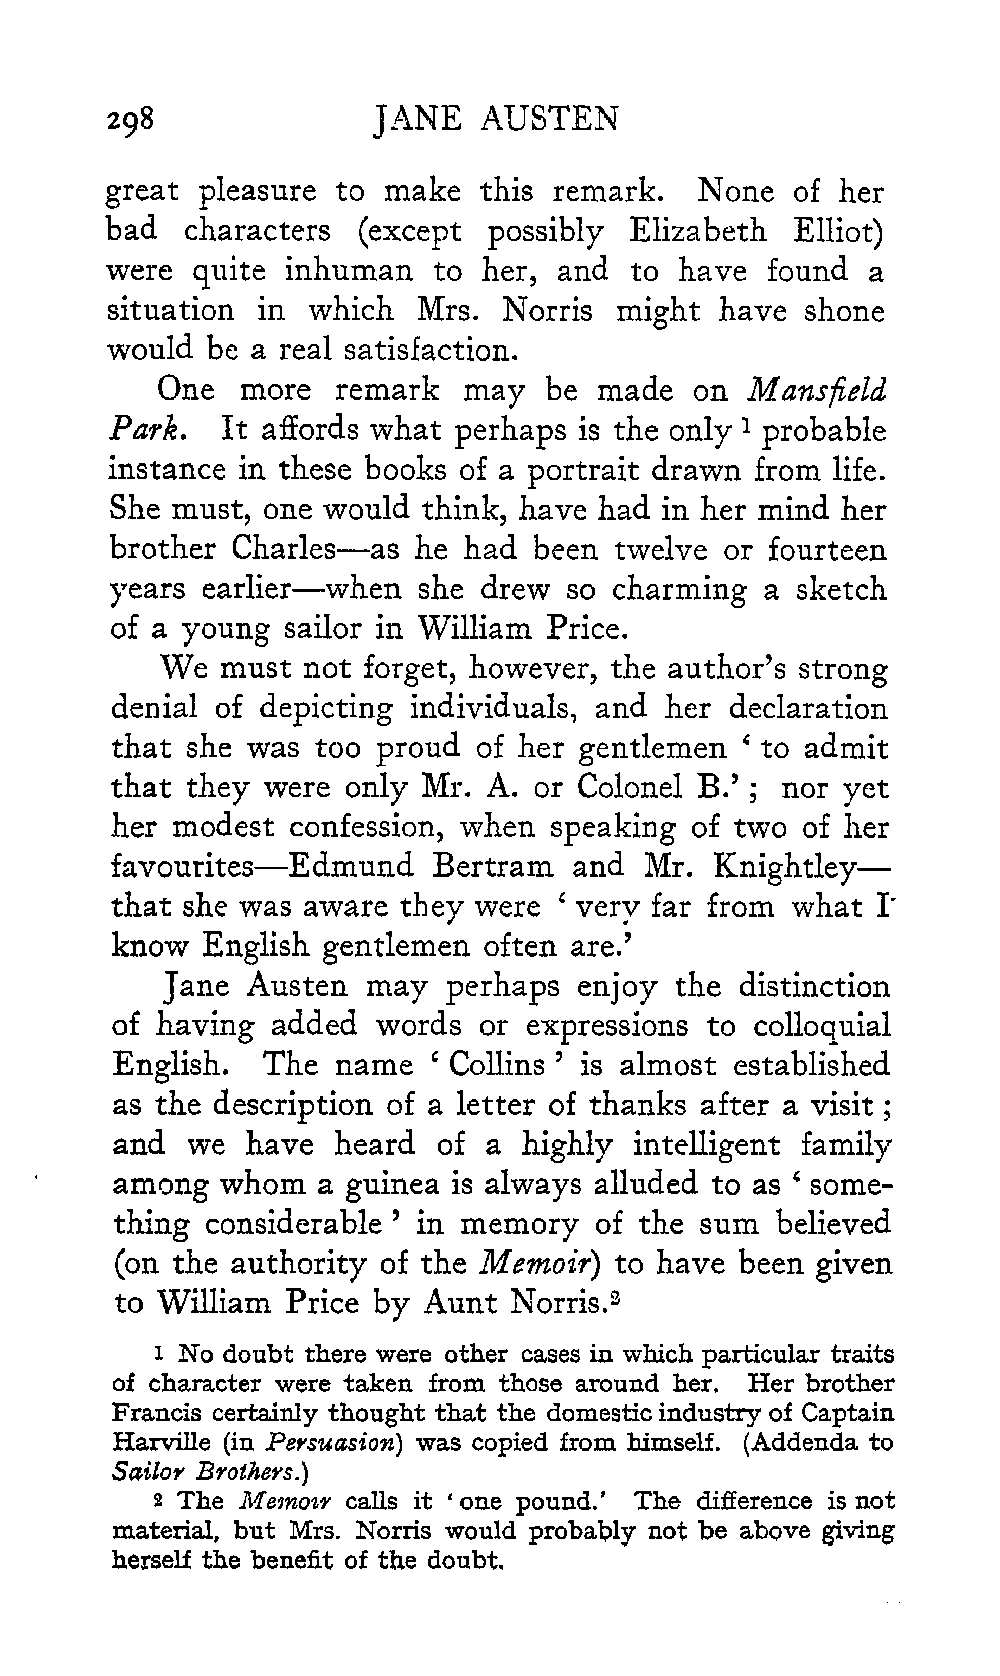 298 JANE AUSTEN
great pleasure to make this remark. None of her
bad characters (except possibly Elizabeth Elliot)
were quite inhuman to her, and to have found a
situation in which Mrs. Norris might have shone
would be a real satisfaction.
One more remark may be made on Mansfield
Park. It affords what perhaps is the only ¹ probable
instance in these books of a portrait drawn from life.
She must, one would think, have had in her mind her
brother Charles—as he had been twelve or fourteen
years earlier—when she drew so charming a sketch
of a young sailor in William Price.
We must not forget, however, the author's strong
denial of depicting individuals, and her declaration
that she was too proud of her gentlemen ‘ to admit
that they were only Mr. A. or Colonel B.’ ; nor yet
her modest confession, when speaking of two of her
favourites—Edmund Bertram and Mr. Knightley—
that she was aware they were ‘ very far from what I
know English gentlemen often are.’
Jane Austen may perhaps enjoy the distinction
of having added words or expressions to colloquial
English. The name ‘ Collins ’ is almost established
as the description of a letter of thanks after a visit ;
and we have heard of a highly intelligent family
among whom a guinea is always alluded to as ‘ some-
thing considerable ’ in memory of the sum believed
(on the authority of the Memoir) to have been given
to William Price by Aunt Norris.²
¹ No doubt there were other cases in which particular traits
of character were taken from those around her. Her brother
Francis certainly thought that the domestic industry of Captain
Harville (in Persuasion) was copied from himself. (Addenda to
Sailor Brothers.)
² The Memoir calls it ‘ one pound.’ The difference is not
material, but Mrs. Norris would probably not be above giving
herself the benefit of the doubt.